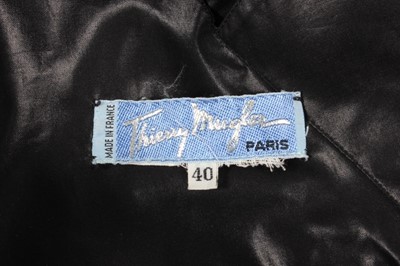 MADE IN FRANCE
Thierry Mugler
PARIS
40